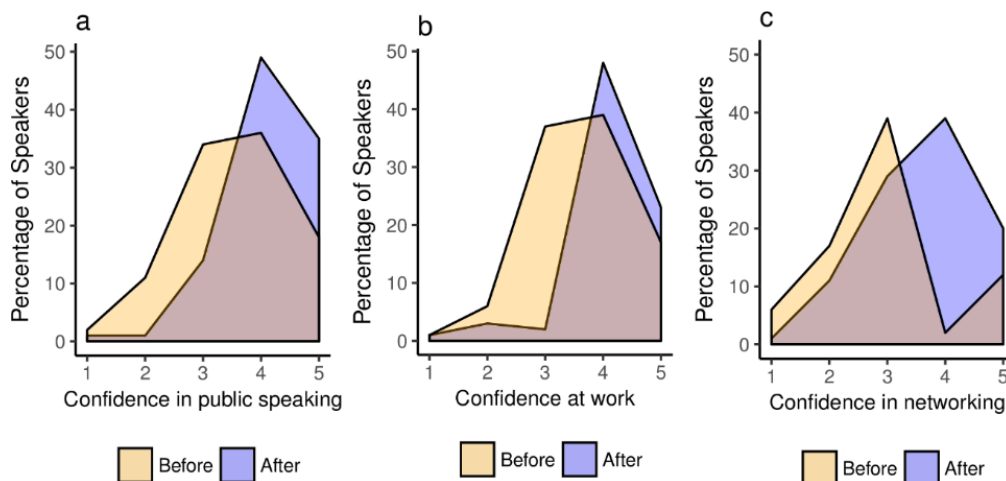 a
50
40
30
20
10
0
Percentage of Speakers
1 2 3 4 5
Confidence in public speaking
Before After
b
50
40
30
20
10
0
Percentage of Speakers
1 2 3 4 5
Confidence at work
Before After
c
50
40
30
20
10
0
Percentage of Speakers
1 2 3 4 5
Confidence in networking
Before After